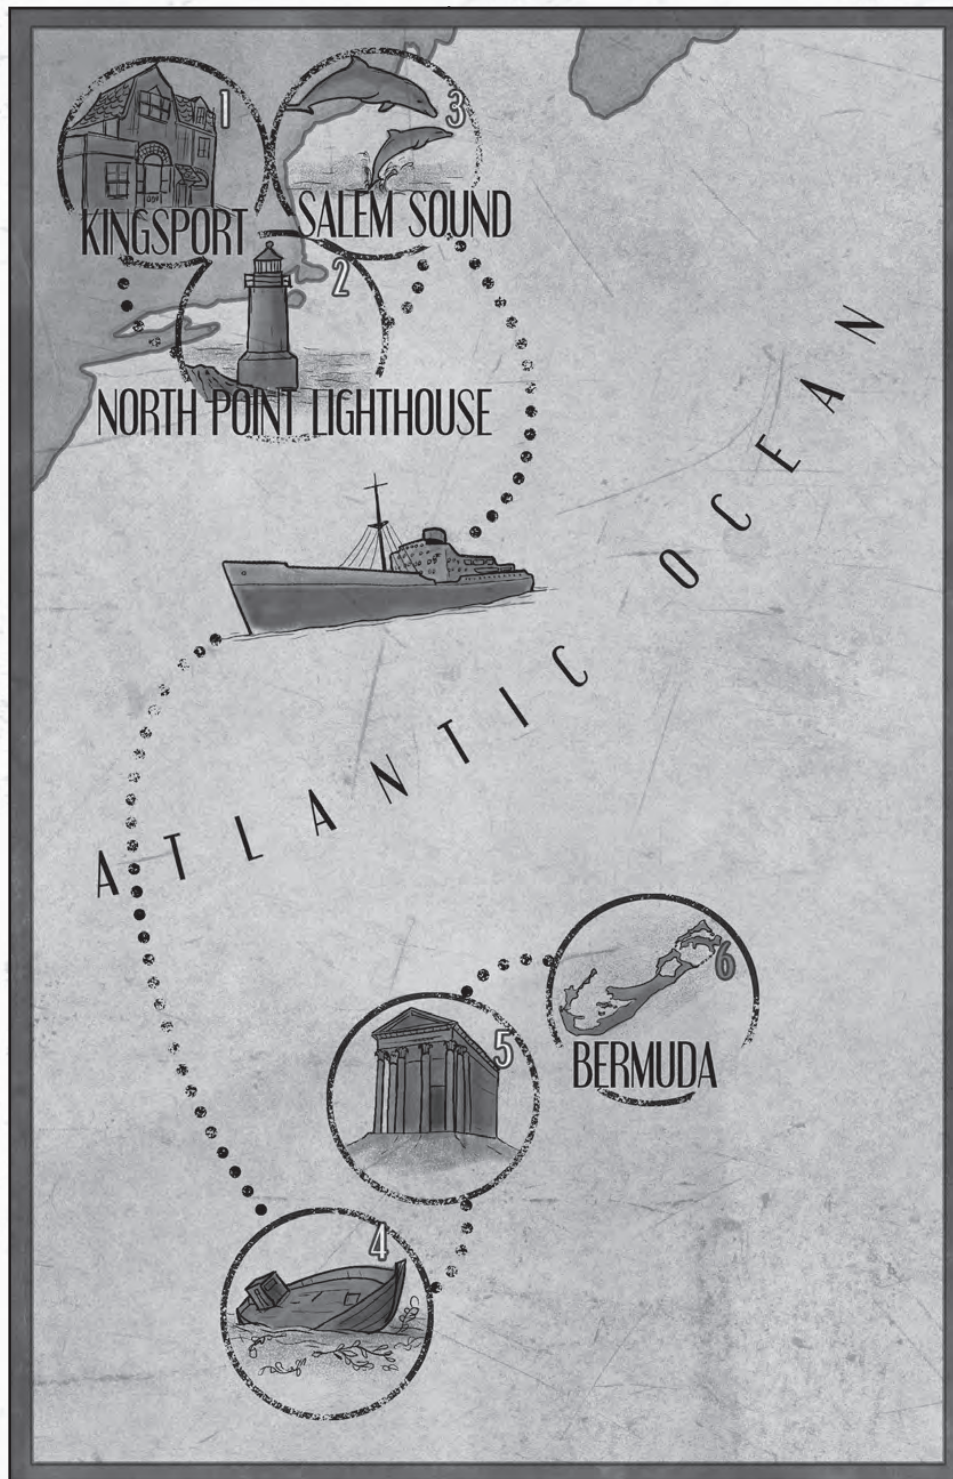 1
KINGSPORT
3
SALEM SOUND
2
NORTH POINT LIGHTHOUSE
ATLANTIC OCEAN
6
BERMUDA
5
4